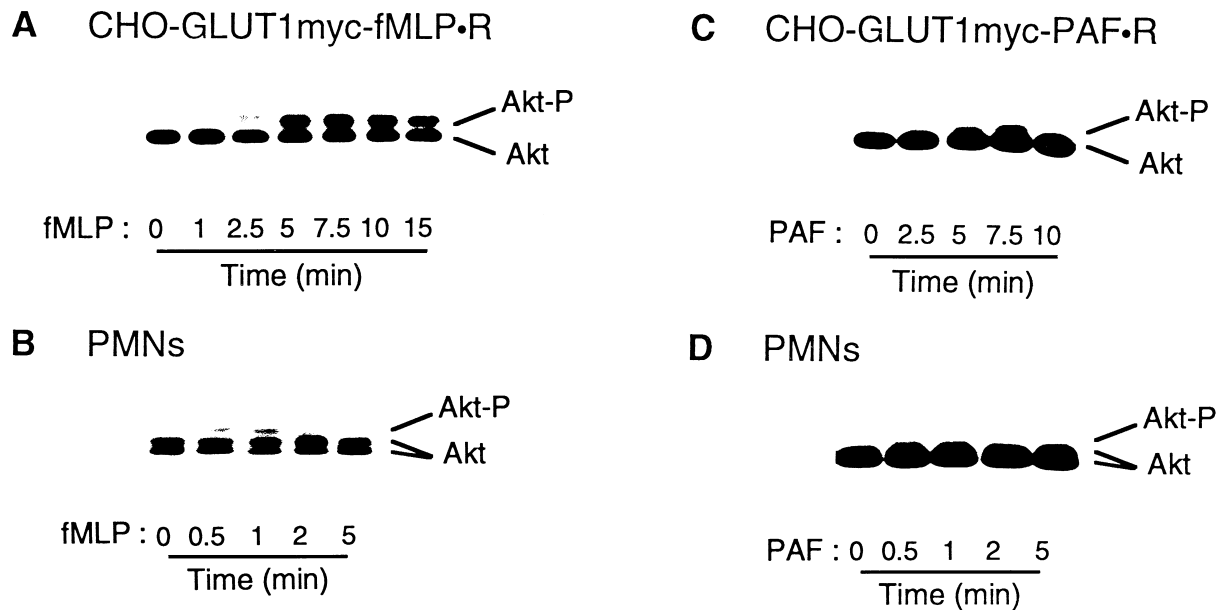 A CHO-GLUT1myc-fMLP•R
Akt-P
Akt
fMLP : 0 1 2.5 5 7.5 10 15
Time (min)
B PMNs
Akt-P
Akt
fMLP : 0 0.5 1 2 5
Time (min)
C CHO-GLUT1myc-PAF•R
Akt-P
Akt
PAF : 0 2.5 5 7.5 10
Time (min)
D PMNs
Akt-P
Akt
PAF : 0 0.5 1 2 5
Time (min)